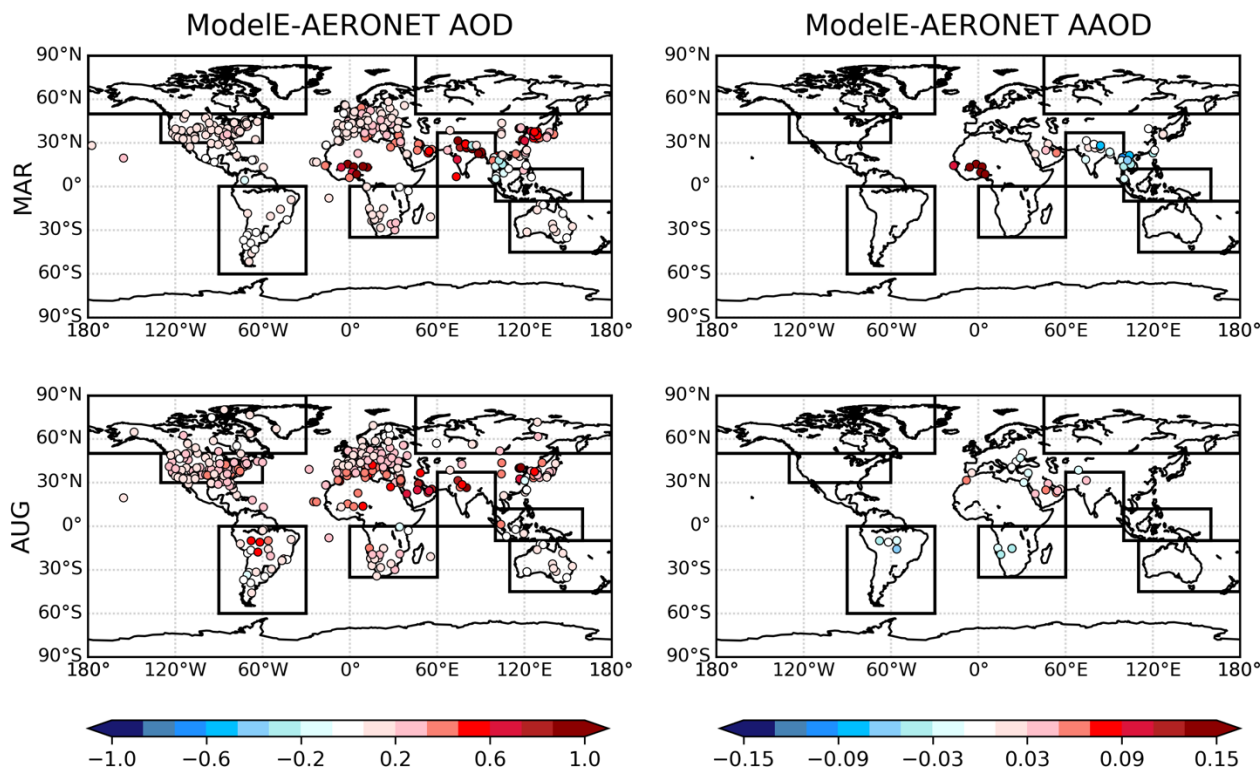 ModelE-AERONET AOD
ModelE-AERONET AAOD
MAR
90°N
60°N
30°N
0°
30°S
60°S
90°S
180° 120°W 60°W 0° 60°E 120°E 180°
90°N
60°N
30°N
0°
30°S
60°S
90°S
180° 120°W 60°W 0° 60°E 120°E 180°
AUG
90°N
60°N
30°N
0°
30°S
60°S
90°S
180° 120°W 60°W 0° 60°E 120°E 180°
90°N
60°N
30°N
0°
30°S
60°S
90°S
180° 120°W 60°W 0° 60°E 120°E 180°
−1.0 −0.6 −0.2 0.2 0.6 1.0
−0.15 −0.09 −0.03 0.03 0.09 0.15